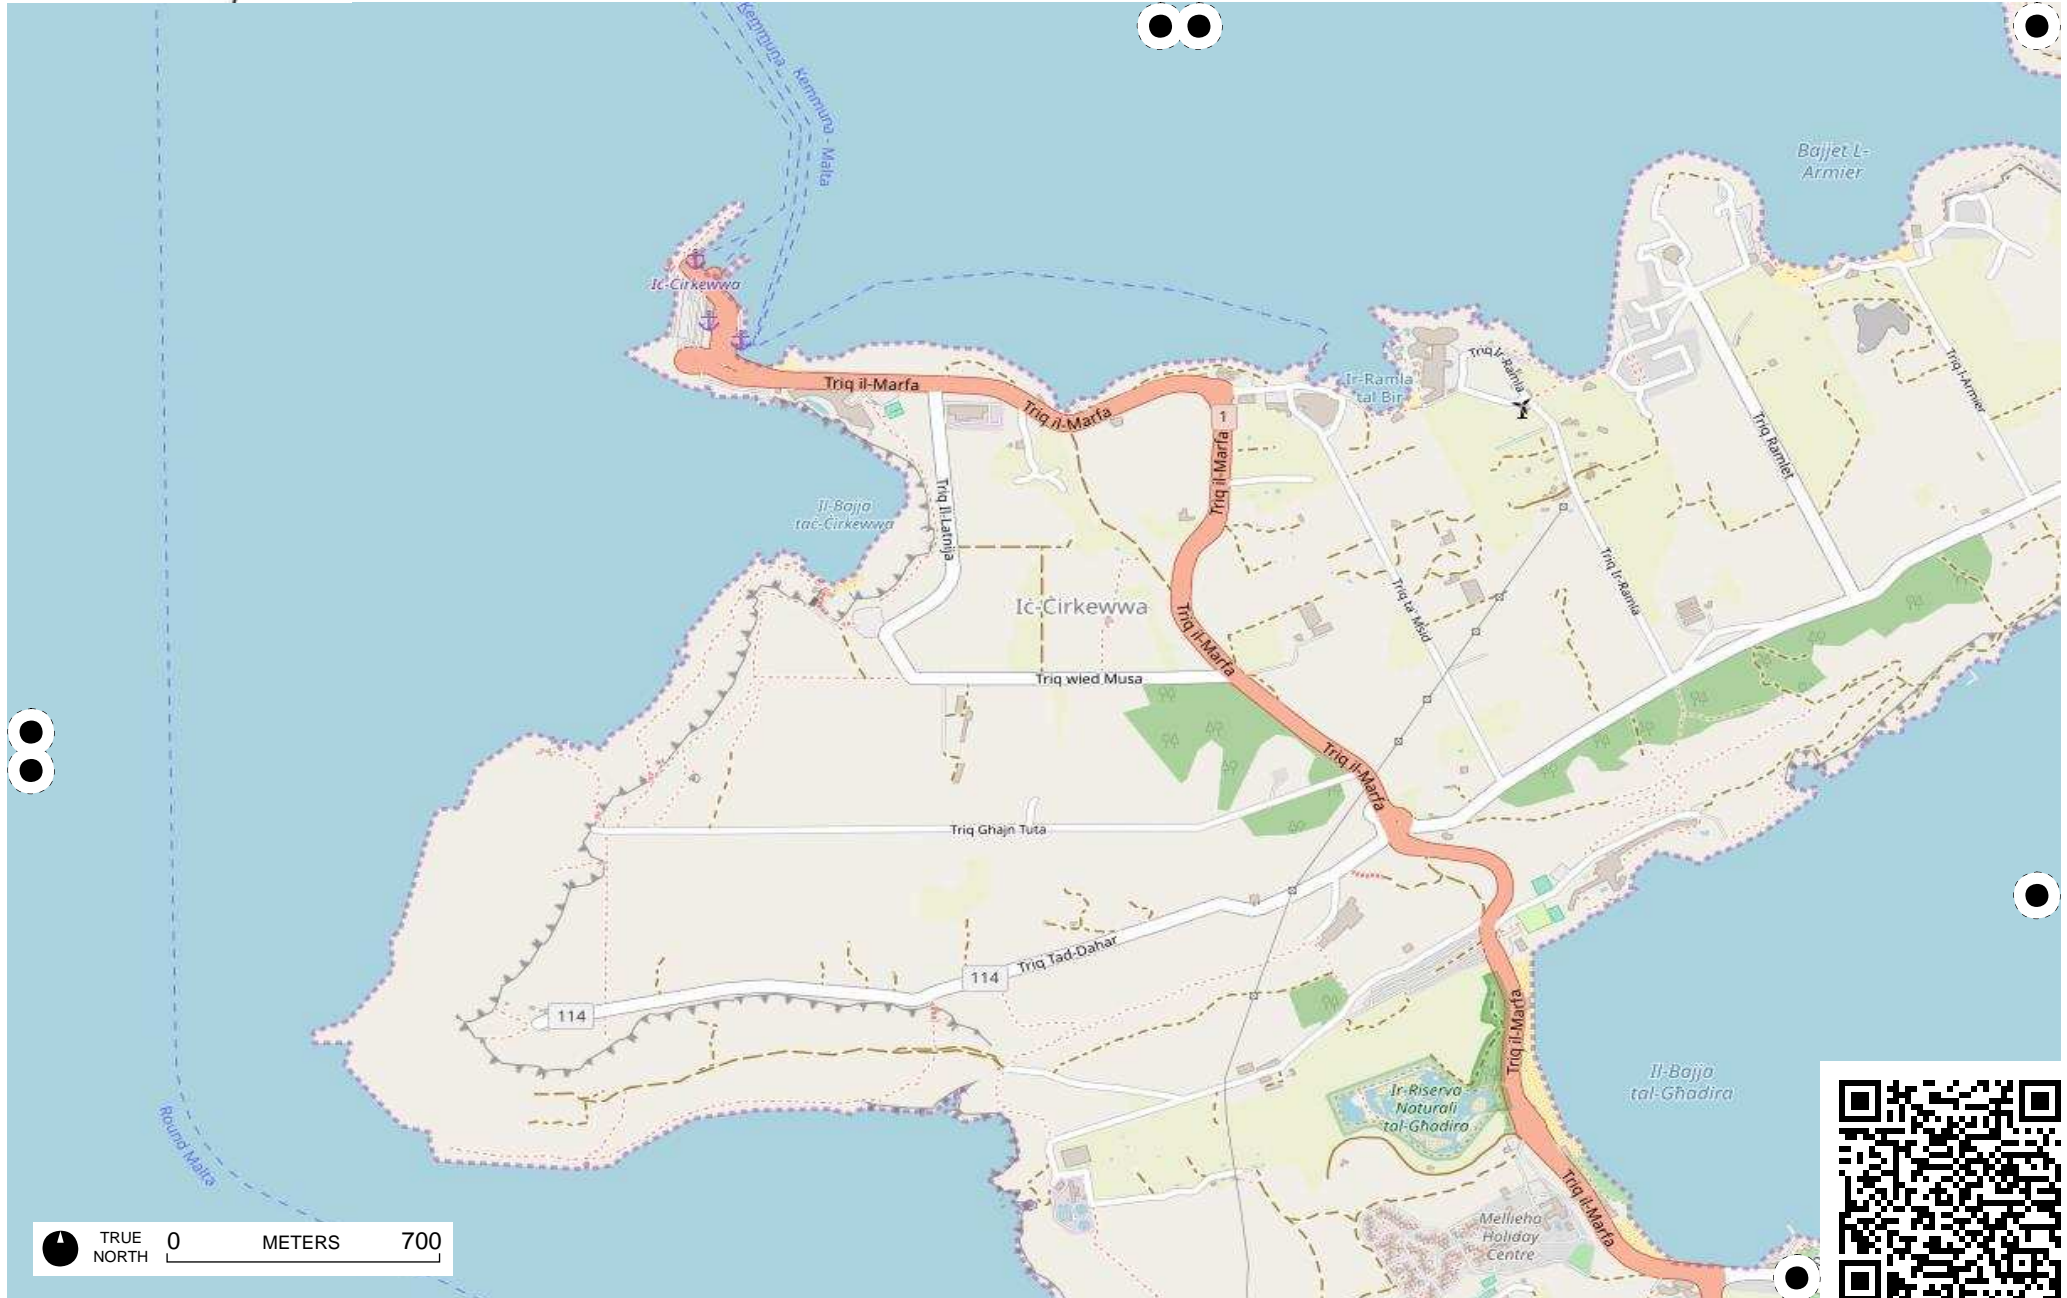 Kemmuna
Kemmuna - Malta
Bajjet L-
Armier
Iċ-Ċirkewwa
Triq il-Marfa
Triq il-Marfa
1
Triq il-Marfa
Ir-Ramla
tal Bir
Triq Ir-Ramla
Triq l-Armier
Triq Ramlet
Il-Bajja
taċ-Ċirkewwa
Triq Il-Latnija
Iċ-Ċirkewwa
Triq il-Marfa
Triq ta' Msid
Triq Ir-Ramla
Triq wied Musa
Triq il-Marfa
Triq Għajn Tuta
Triq Tad-Dahar
114
114
Triq il-Marfa
Ir-Riserva
Naturali
tal-Għadira
Il-Bajja
tal-Għadira
Round Malta
Triq il-Marfa
Mellieħa
Holiday
Centre
TRUE
NORTH
0 METERS 700